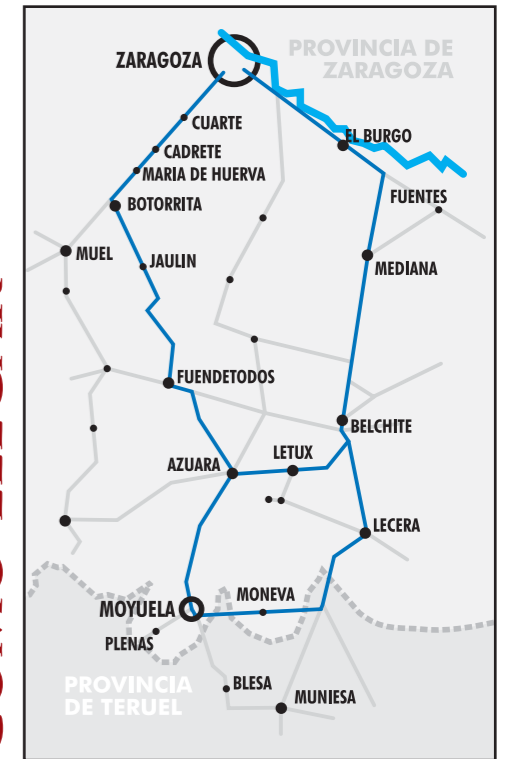 PROVINCIA DE
ZARAGOZA
ZARAGOZA
CUARTE
CADRETE
MARIA DE HUERVA
BOTORRITA
EL BURGO
FUENTES
MUEL
JAULIN
MEDIANA
FUENDETODOS
BELCHITE
AZUARA
LETUX
LECERA
MOYUELA
MONEVA
PLENAS
BLESA
MUNIESA
PROVINCIA
DE TERUEL